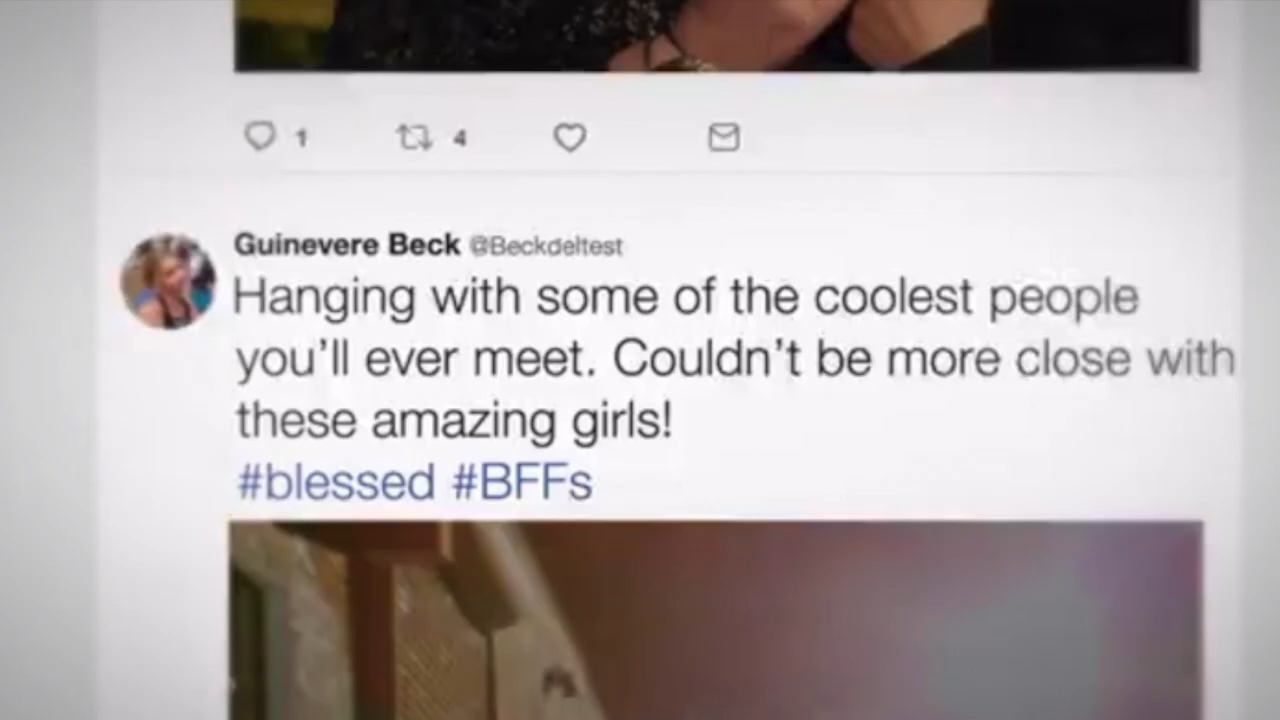 1 4
Guinevere Beck @Beckdeltest
Hanging with some of the coolest people
you'll ever meet. Couldn't be more close with
these amazing girls!
#blessed #BFFs